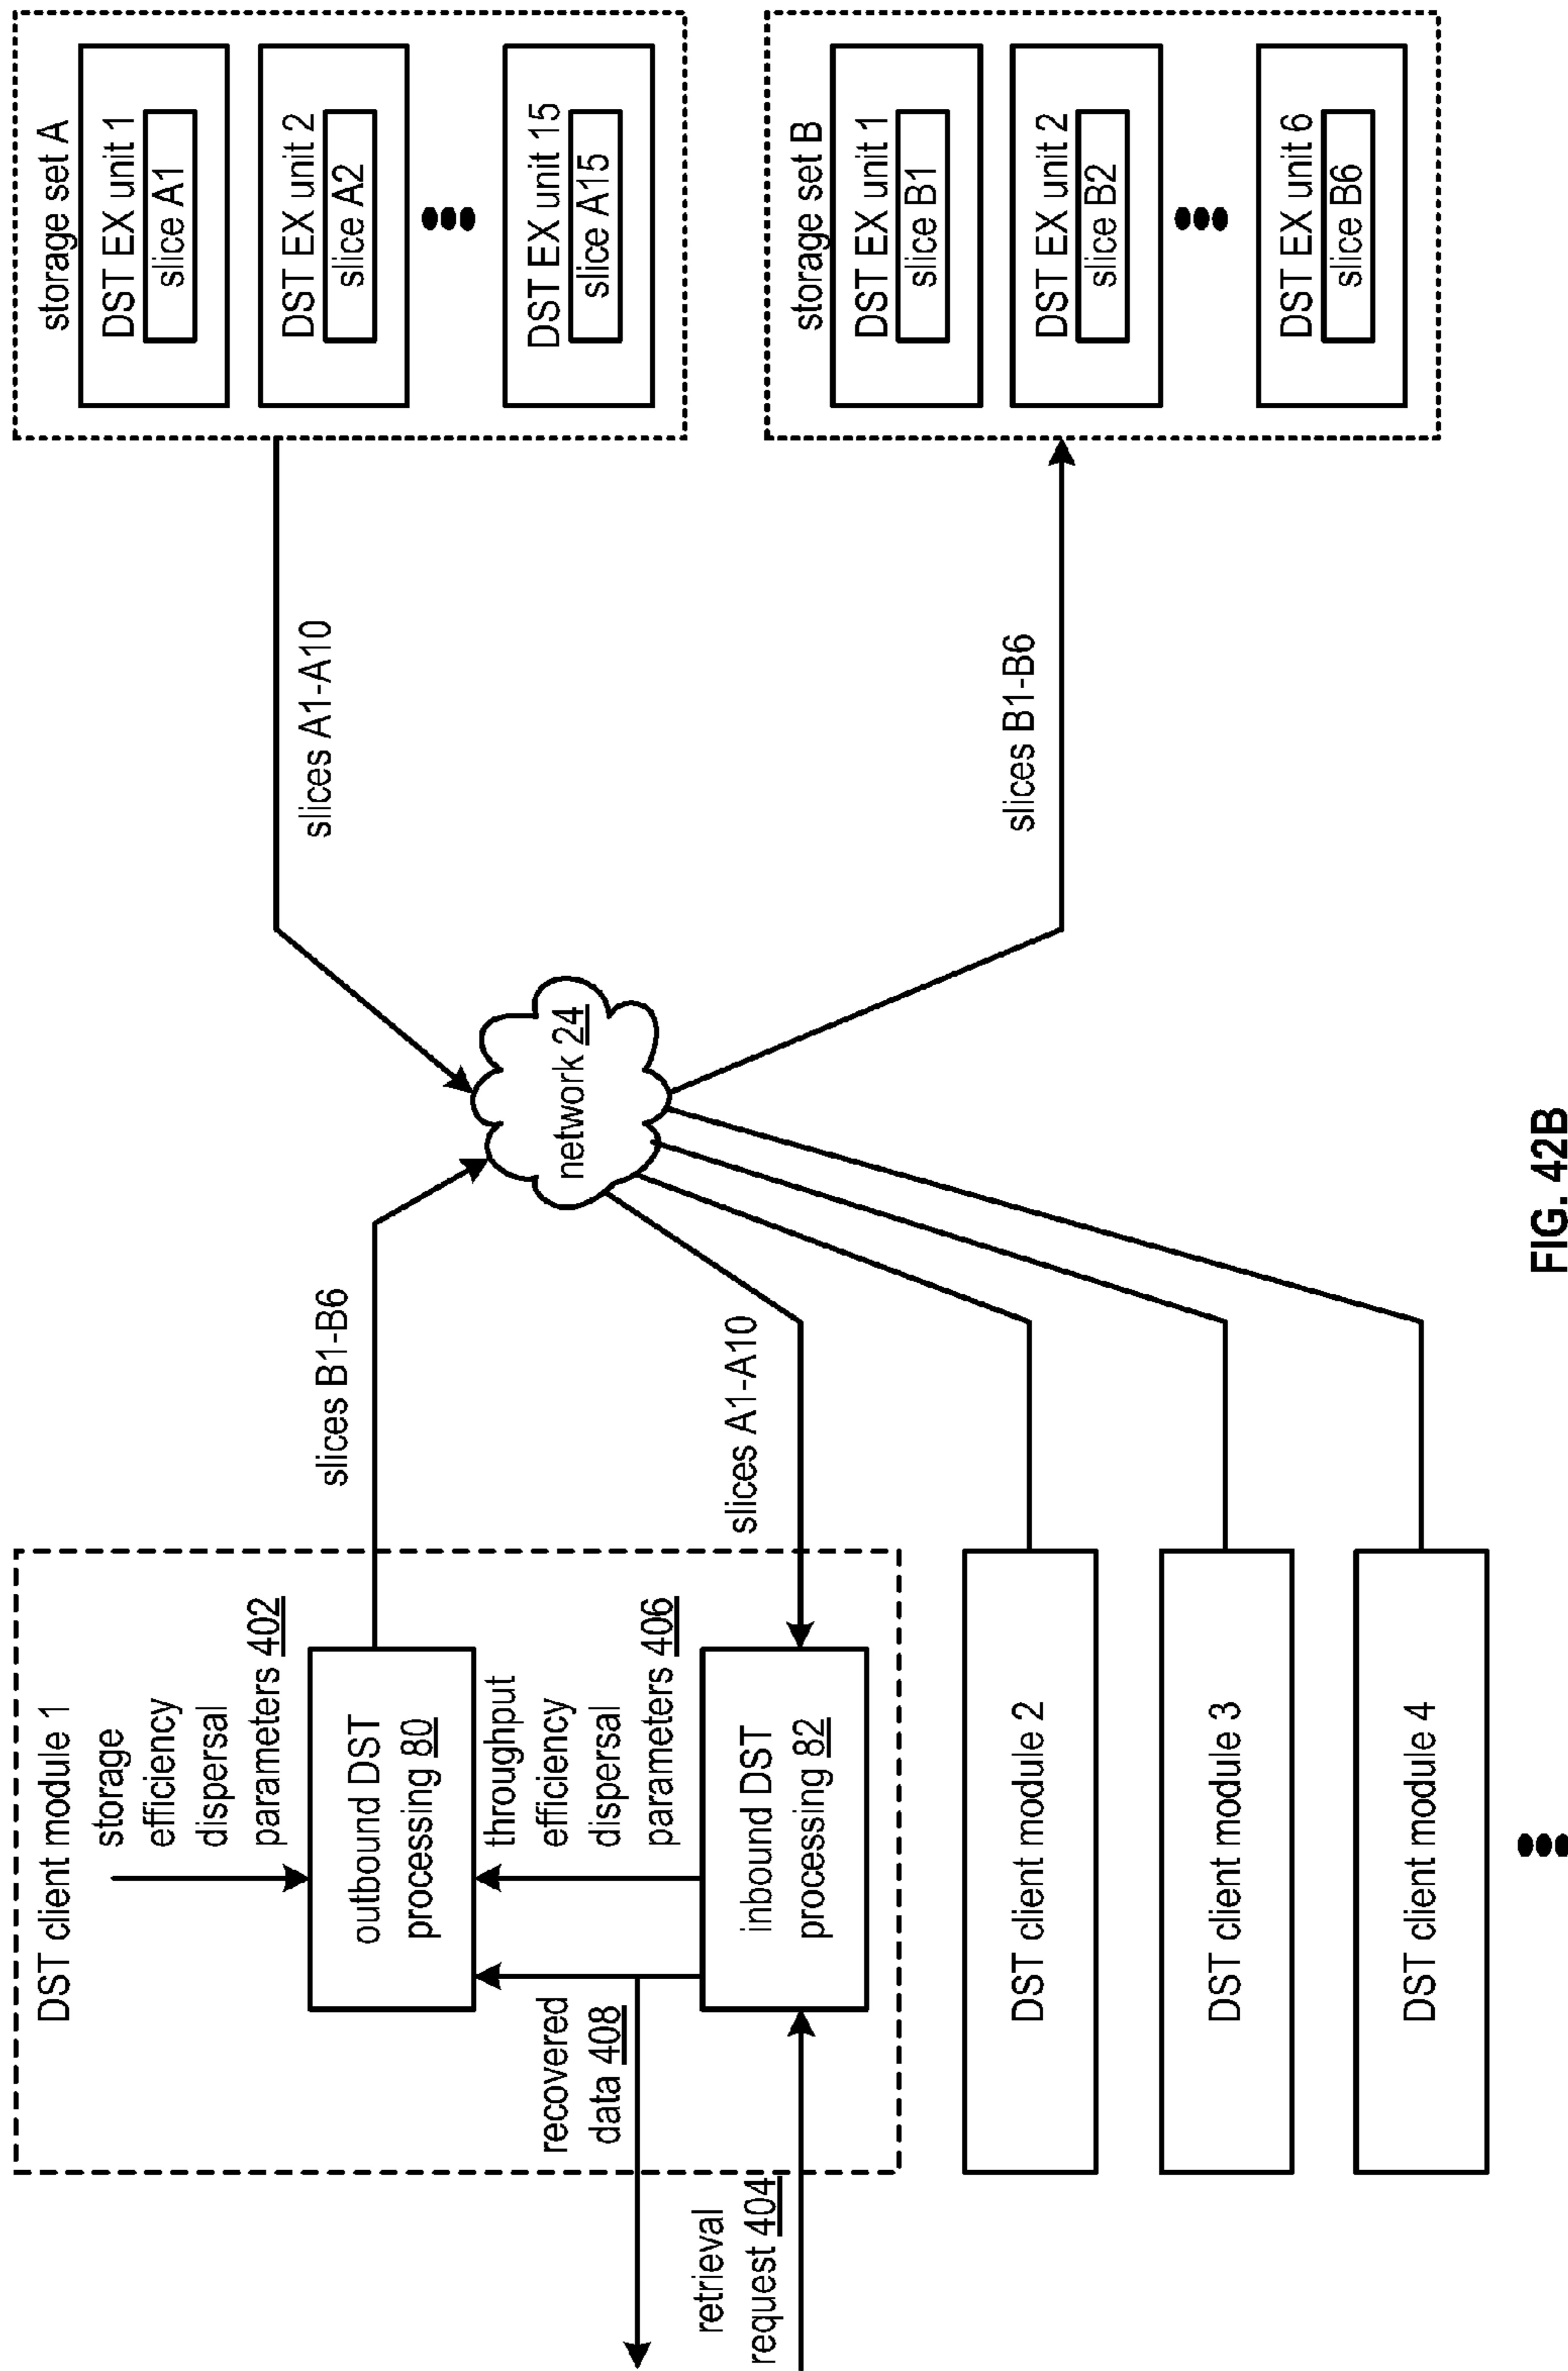 DST client module 1
storage
efficiency
dispersal
parameters 402
outbound DST
processing 80
throughput
efficiency
dispersal
parameters 406
recovered
data 408
inbound DST
processing 82
retrieval
request 404
DST client module 2
DST client module 3
DST client module 4
slices B1-B6
slices A1-A10
network 24
slices A1-A10
slices B1-B6
storage set A
DST EX unit 1
slice A1
DST EX unit 2
slice A2
DST EX unit 15
slice A15
storage set B
DST EX unit 1
slice B1
DST EX unit 2
slice B2
DST EX unit 6
slice B6
FIG. 42B